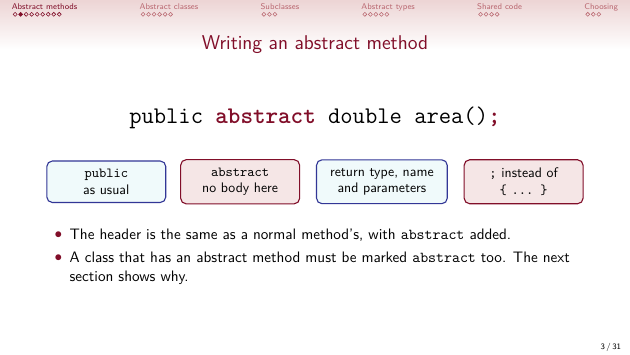 Abstract methods Abstract classes Subclasses Abstract types Shared code Choosing
Writing an abstract method
public abstract double area();
public
as usual
abstract
no body here
return type, name
and parameters
; instead of
{ ... }
• The header is the same as a normal method's, with abstract added.
• A class that has an abstract method must be marked abstract too. The next
section shows why.
3 / 31